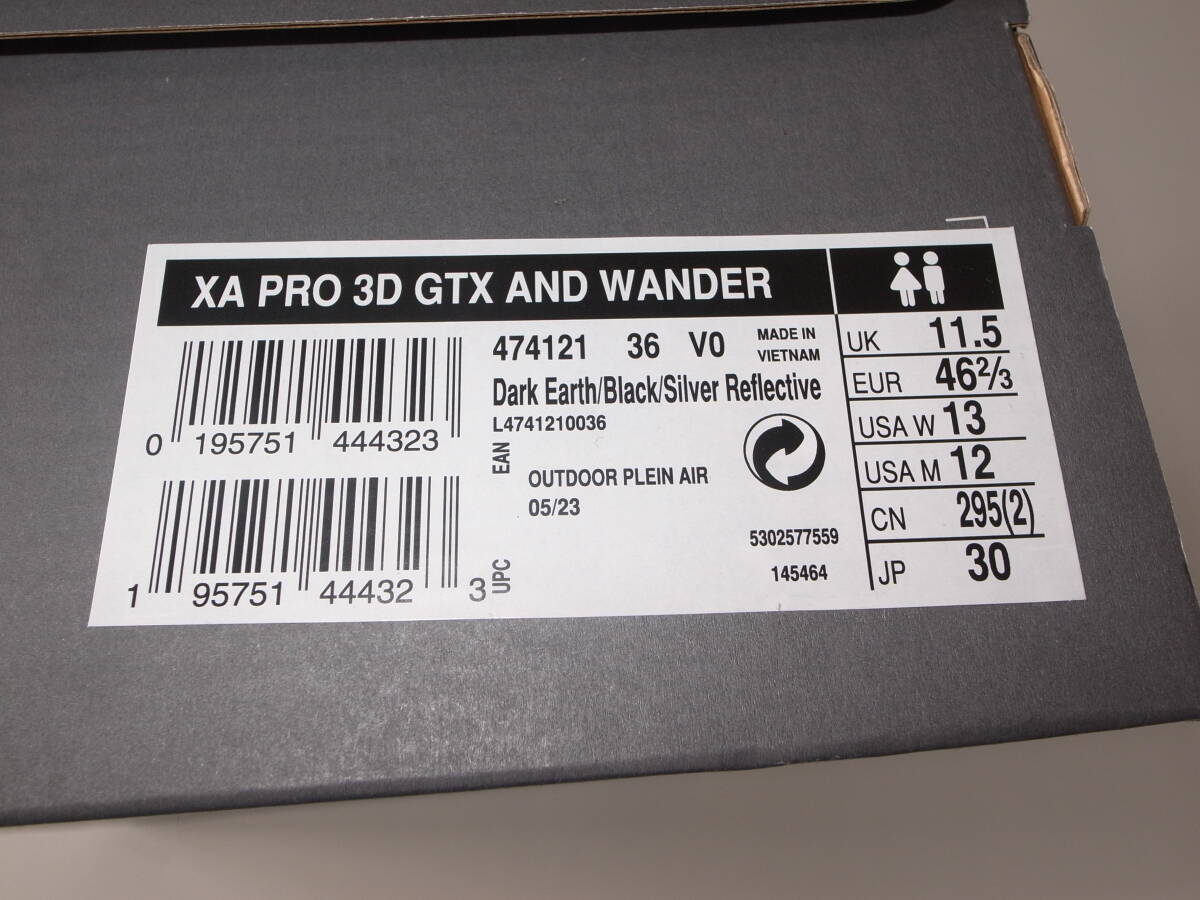 XA PRO 3D GTX AND WANDER
474121 36 V0 MADE IN VIETNAM
Dark Earth/Black/Silver Reflective
L4741210036
0 195751 444323
EAN
OUTDOOR PLEIN AIR
05/23
5302577559
145464
1 95751 44432 3
UPC
UK 11.5
EUR 46⅔
USA W 13
USA M 12
CN 295(2)
JP 30